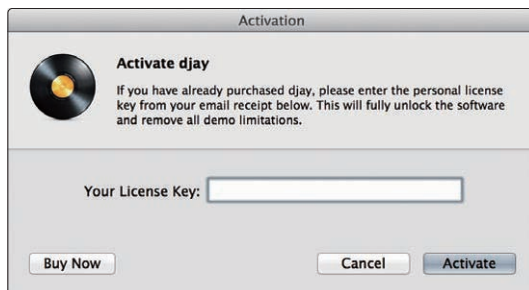 Activation
Activate djay
If you have already purchased djay, please enter the personal license
key from your email receipt below. This will fully unlock the software
and remove all demo limitations.
Your License Key:
Buy Now
Cancel
Activate